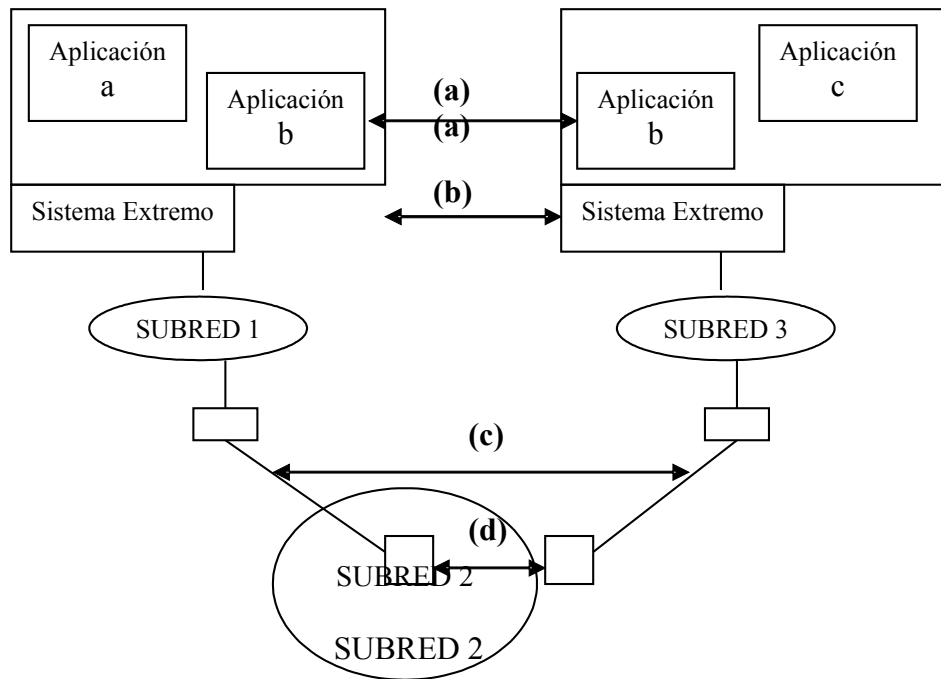 Aplicación
a
Aplicación
b
(a)
(a)
Aplicación
b
Aplicación
c
Sistema Extremo
(b)
Sistema Extremo
SUBRED 1
SUBRED 3
(c)
(d)
SUBRED 2
SUBRED 2